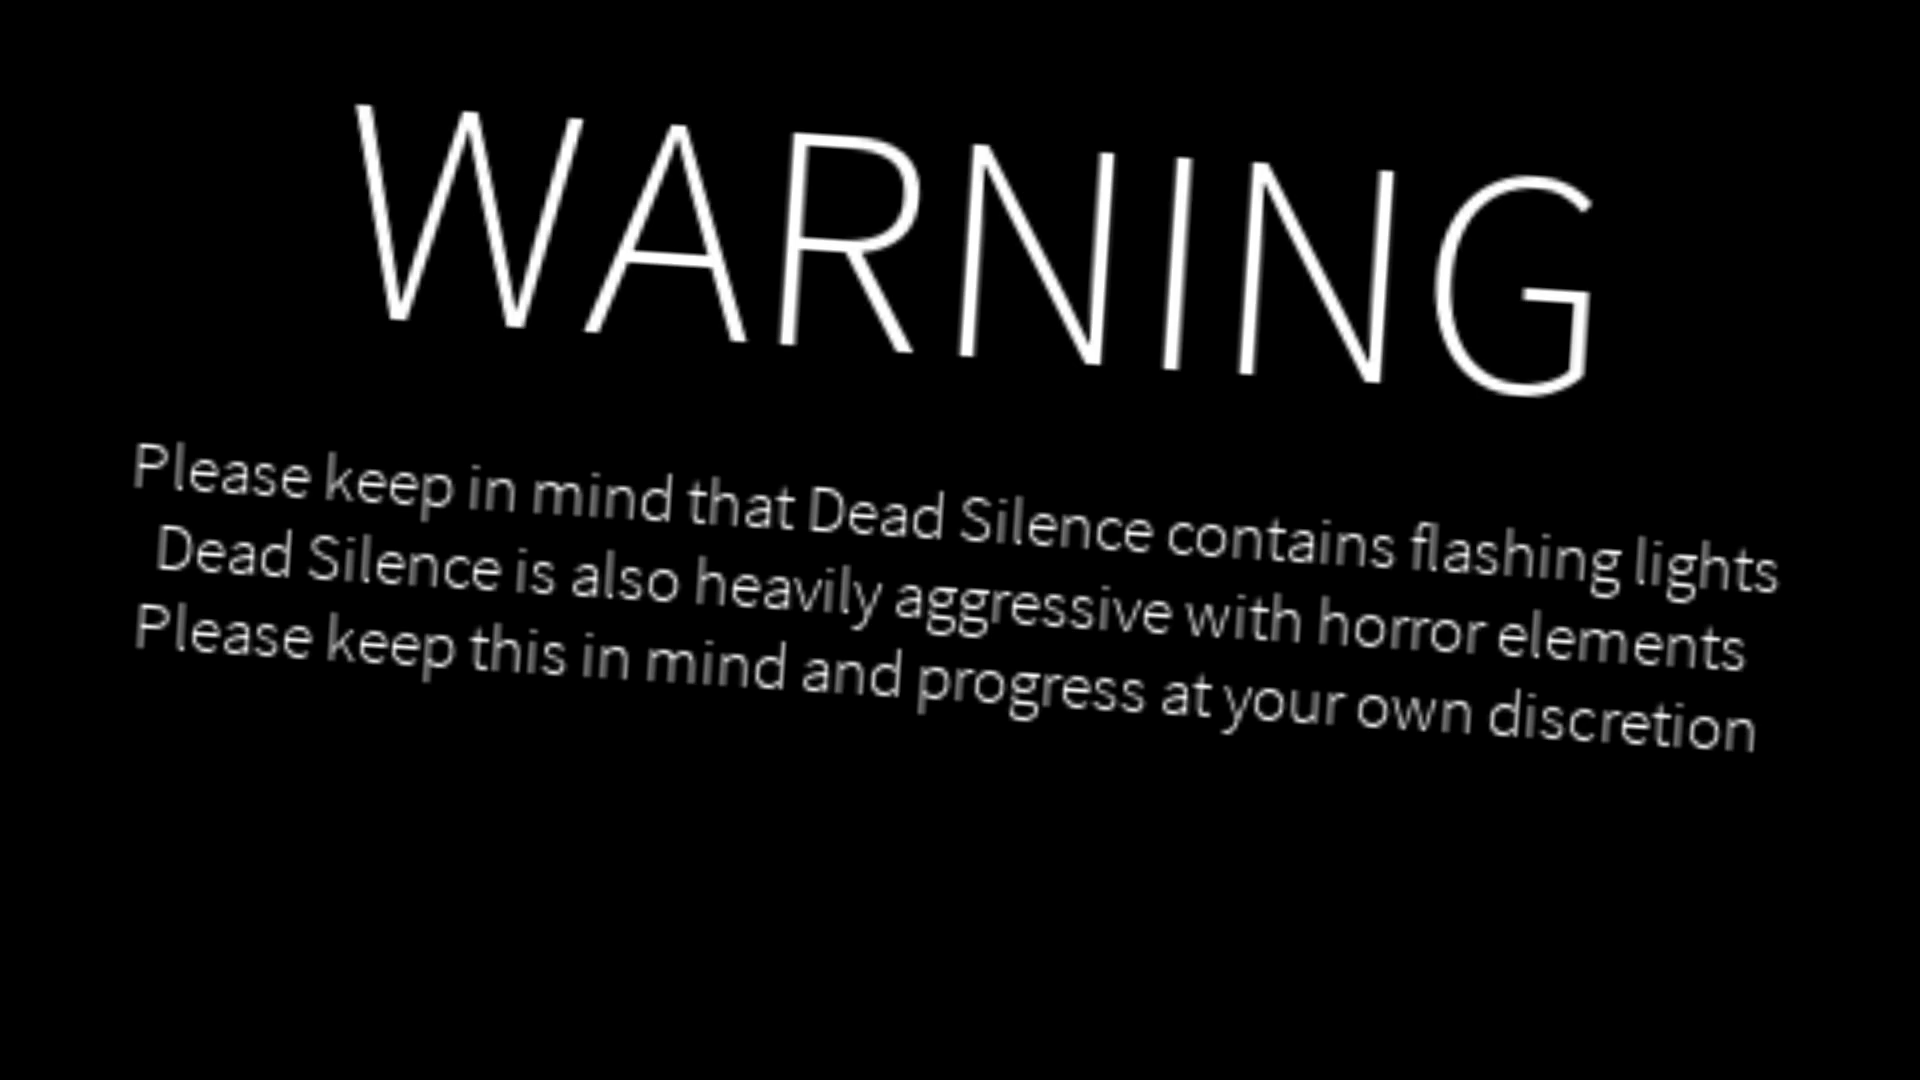 WARNING
Please keep in mind that Dead Silence contains flashing lights
Dead Silence is also heavily aggressive with horror elements
Please keep this in mind and progress at your own discretion